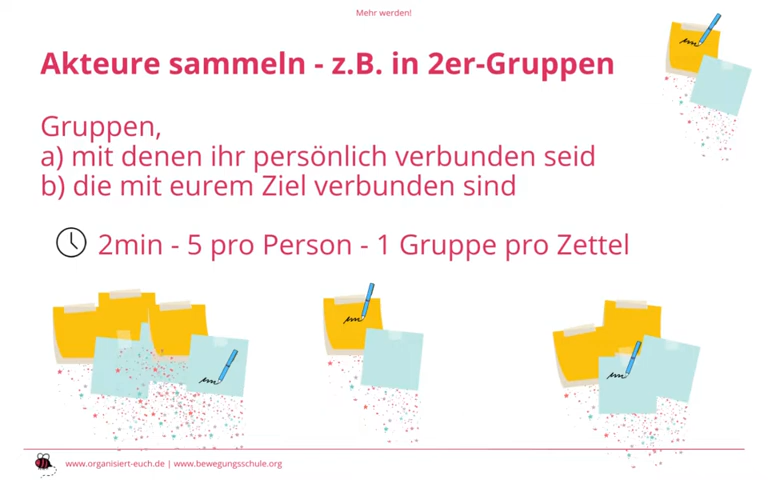 Mehr werden!
Akteure sammeln - z.B. in 2er-Gruppen
Gruppen,
a) mit denen ihr persönlich verbunden seid
b) die mit eurem Ziel verbunden sind
2min - 5 pro Person - 1 Gruppe pro Zettel
www.organisiert-euch.de | www.bewegungsschule.org